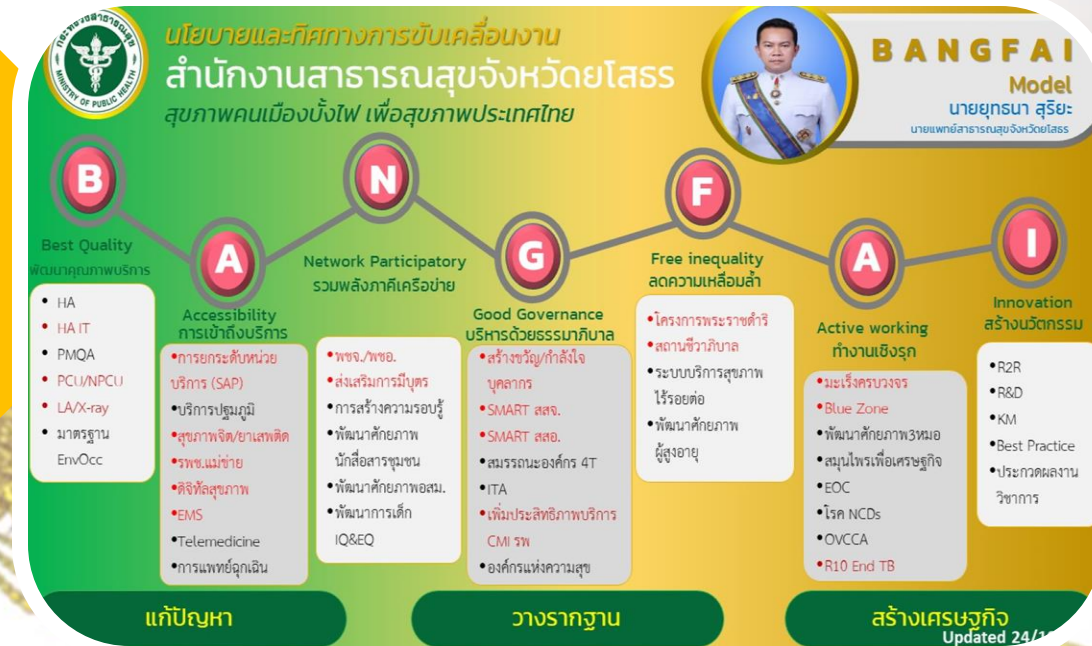 กระทรวงสาธารณสุข
MINISTRY OF PUBLIC HEALTH
นโยบายและทิศทางการขับเคลื่อนงาน
สำนักงานสาธารณสุขจังหวัดยโสธร
สุขภาพคนเมืองบั้งไฟ เพื่อสุขภาพประเทศไทย
BANGFAI
Model
นายยุทธนา สุริยะ
นายแพทย์สาธารณสุขจังหวัดยโสธร
B
Best Quality
พัฒนาคุณภาพบริการ
• HA
• HA IT
• PMQA
• PCU/NPCU
• LA/X-ray
• มาตรฐาน
EnvOcc
A
Accessibility
การเข้าถึงบริการ
•การยกระดับหน่วย
บริการ (SAP)
•บริการปฐมภูมิ
•สุขภาพจิต/ยาเสพติด
•รพช.แม่ข่าย
•ดิจิทัลสุขภาพ
•EMS
•Telemedicine
•การแพทย์ฉุกเฉิน
N
Network Participatory
รวมพลังภาคีเครือข่าย
•พชจ./พชอ.
•ส่งเสริมการมีบุตร
•การสร้างความรอบรู้
•พัฒนาศักยภาพ
นักสื่อสารชุมชน
•พัฒนาศักยภาพอสม.
•พัฒนาการเด็ก
IQ&EQ
G
Good Governance
บริหารด้วยธรรมาภิบาล
•สร้างขวัญ/กำลังใจ
บุคลากร
•SMART สสจ.
•SMART สสอ.
•สมรรถนะองค์กร 4T
•ITA
•เพิ่มประสิทธิภาพบริการ
CMI รพ
•องค์กรแห่งความสุข
F
Free inequality
ลดความเหลื่อมล้ำ
•โครงการพระราชดำริ
•สถานชีวาภิบาล
•ระบบบริการสุขภาพ
ไร้รอยต่อ
•พัฒนาศักยภาพ
ผู้สูงอายุ
A
Active working
ทำงานเชิงรุก
•มะเร็งครบวงจร
•Blue Zone
•พัฒนาศักยภาพ3หมอ
•สมุนไพรเพื่อเศรษฐกิจ
•EOC
•โรค NCDs
•OVCCA
•R10 End TB
I
Innovation
สร้างนวัตกรรม
•R2R
•R&D
•KM
•Best Practice
•ประกวดผลงาน
วิชาการ
แก้ปัญหา
วางรากฐาน
สร้างเศรษฐกิจ
Updated